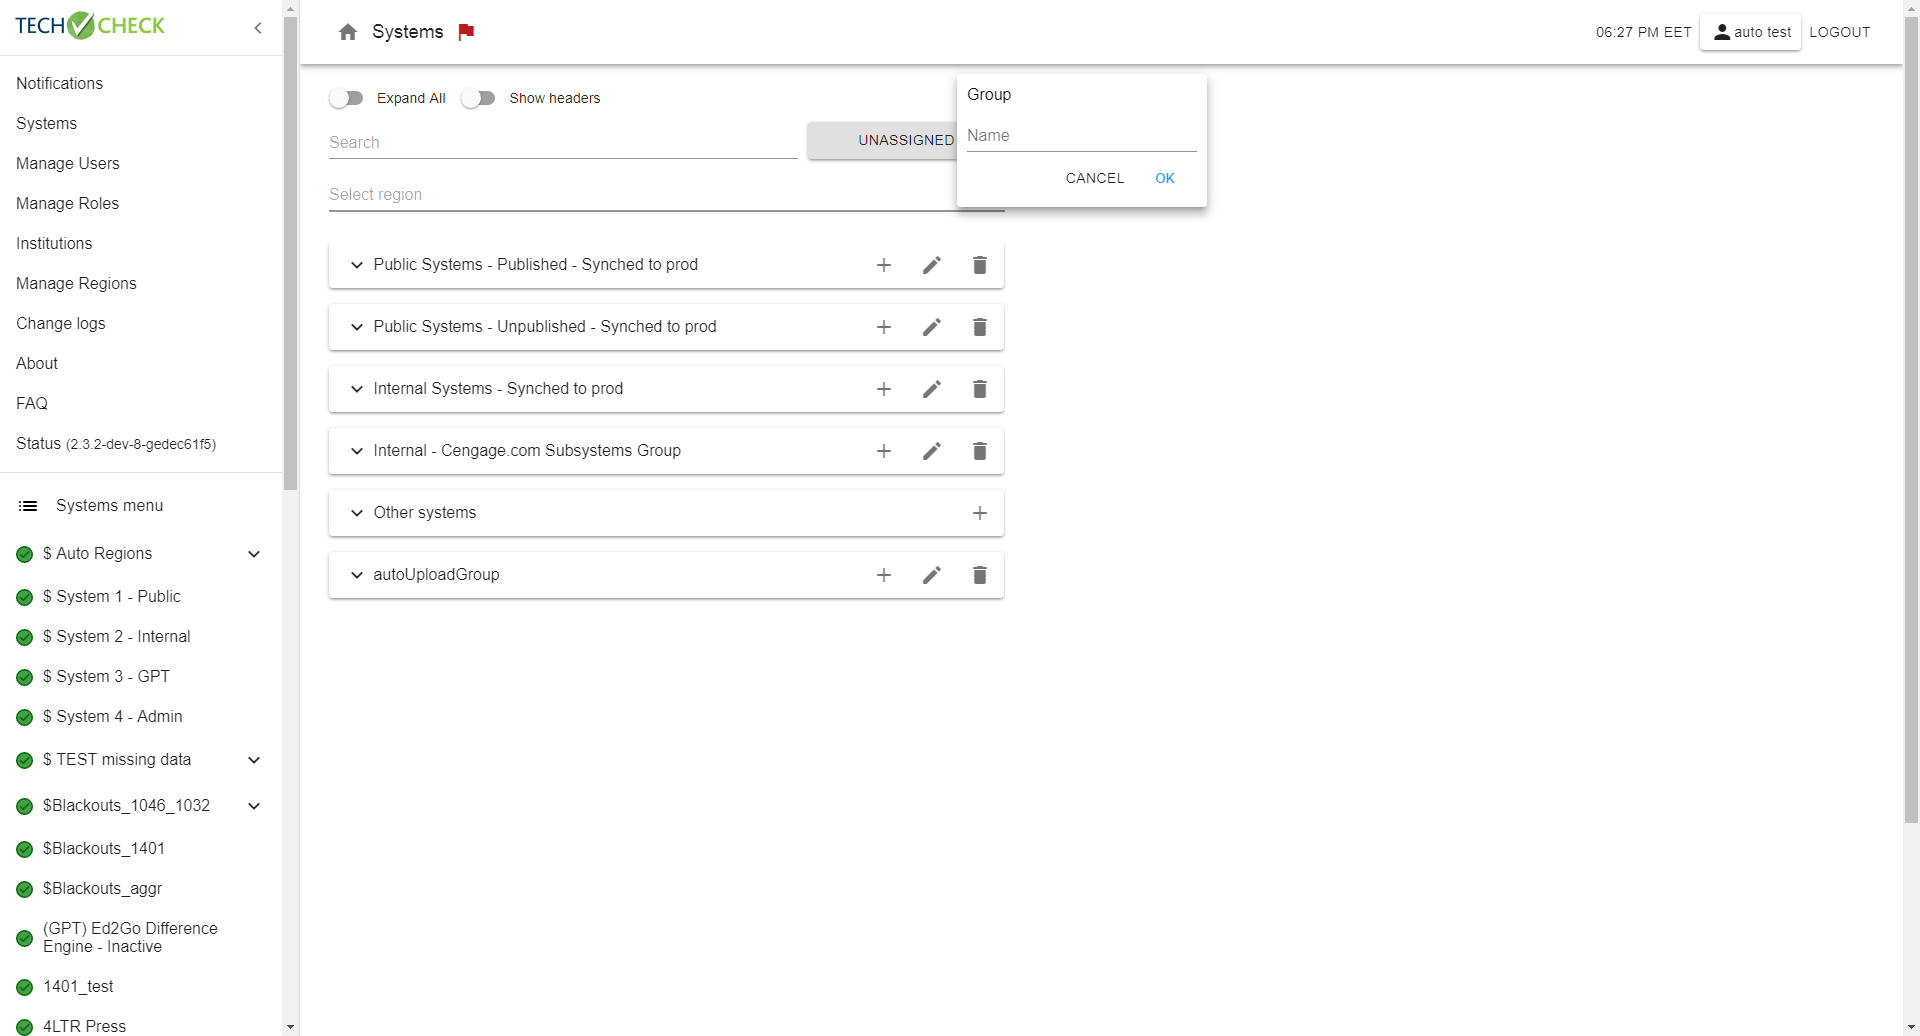 TECH CHECK
Notifications
Systems
Manage Users
Manage Roles
Institutions
Manage Regions
Change logs
About
FAQ
Status (2.3.2-dev-8-gedec61f5)
Systems menu
$ Auto Regions
$ System 1 - Public
$ System 2 - Internal
$ System 3 - GPT
$ System 4 - Admin
$ TEST missing data
$Blackouts_1046_1032
$Blackouts_1401
$Blackouts_aggr
(GPT) Ed2Go Difference
Engine - Inactive
1401_test
4LTR Press
Systems
06:27 PM EET
auto test
LOGOUT
Expand All
Show headers
Search
UNASSIGNED
Select region
Group
Name
CANCEL
OK
Public Systems - Published - Synched to prod
Public Systems - Unpublished - Synched to prod
Internal Systems - Synched to prod
Internal - Cengage.com Subsystems Group
Other systems
autoUploadGroup